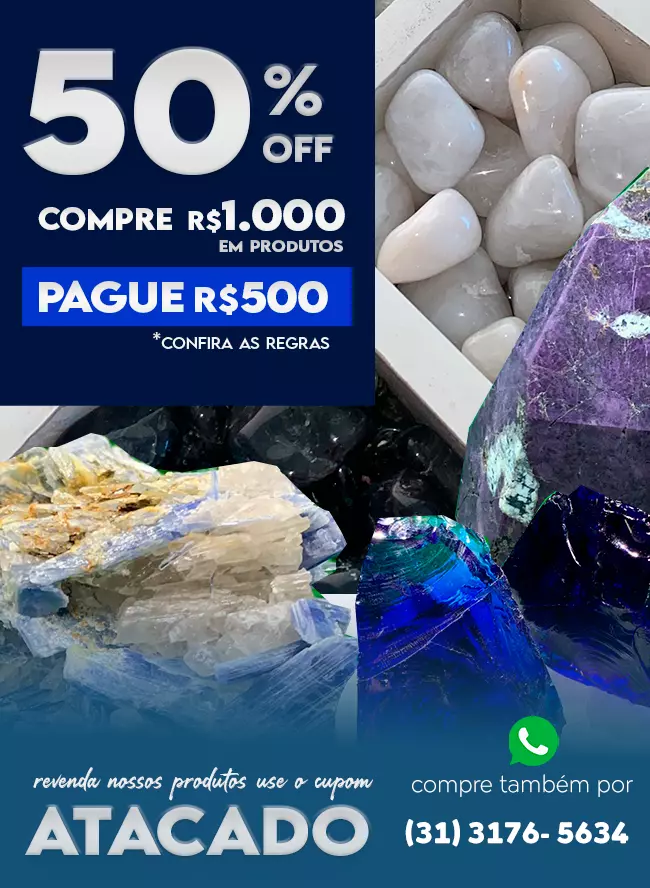 50%
OFF
COMPRE R$1.000
EM PRODUTOS
PAGUE R$500
*CONFIRA AS REGRAS
revenda nossos produtos use o cupom
ATACADO
compre também por
(31) 3176- 5634